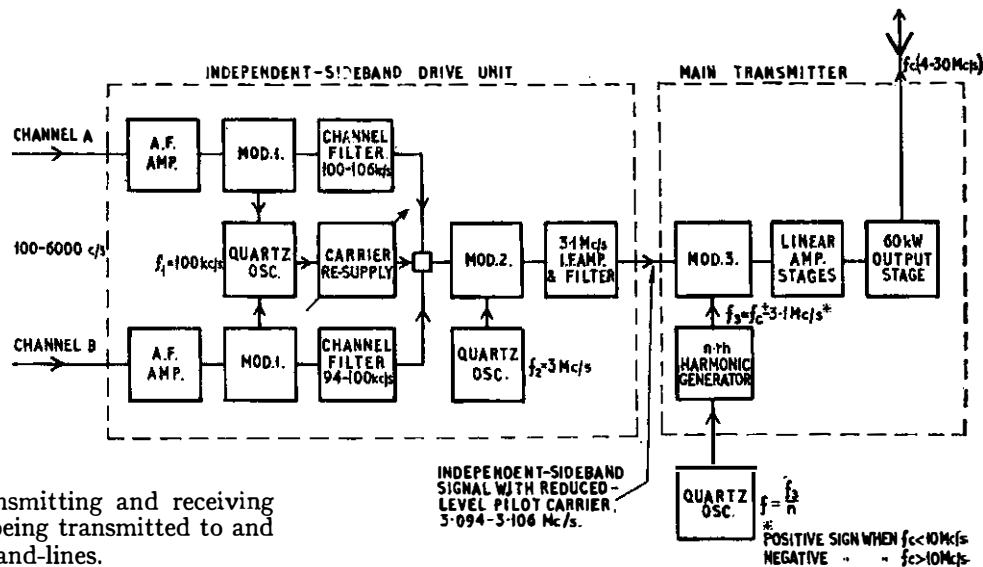 INDEPENDENT-SIDEBAND DRIVE UNIT
MAIN TRANSMITTER
fc(4-30Mc/s)
CHANNEL A
A.F.
AMP.
MOD.1.
CHANNEL
FILTER
100-106kc/s
100-6000 c/s
f1=100kc/s
QUARTZ
OSC.
CARRIER
RE-SUPPLY
MOD.2.
3·1 Mc/s
I.F.AMP.
& FILTER
MOD.3.
LINEAR
AMP.
STAGES
60kW
OUTPUT
STAGE
f3=fc±3·1Mc/s*
CHANNEL B
A.F.
AMP.
MOD.1.
CHANNEL
FILTER
94-100kc/s
QUARTZ
OSC.
f2=3Mc/s
n·th
HARMONIC
GENERATOR
INDEPENDENT-SIDEBAND
SIGNAL WITH REDUCED-
LEVEL PILOT CARRIER,
3·094-3·106 Mc/s.
QUARTZ
OSC.
f=f3/n
*
POSITIVE SIGN WHEN fc<10Mc/s
NEGATIVE " " fc>10Mc/s
nsmitting and receiving
being transmitted to and
and-lines.